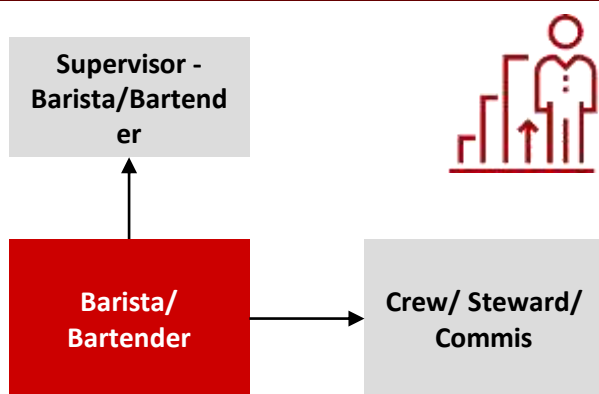 Supervisor -
Barista/Bartend
er
Barista/
Bartender
Crew/ Steward/
Commis